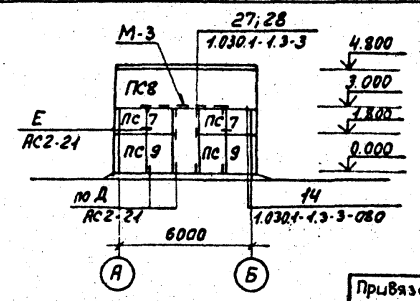 27; 28
М-3
1.030.1-1.3-3
4.800
ПС8
3.000
Е
ПС 7
ПС 7
1.800
АС2-21
ПС 9
ПС 9
0.000
по Д
14
АС2-21
1.030.1-1.3-3-080
6000
А
Б
Привяз